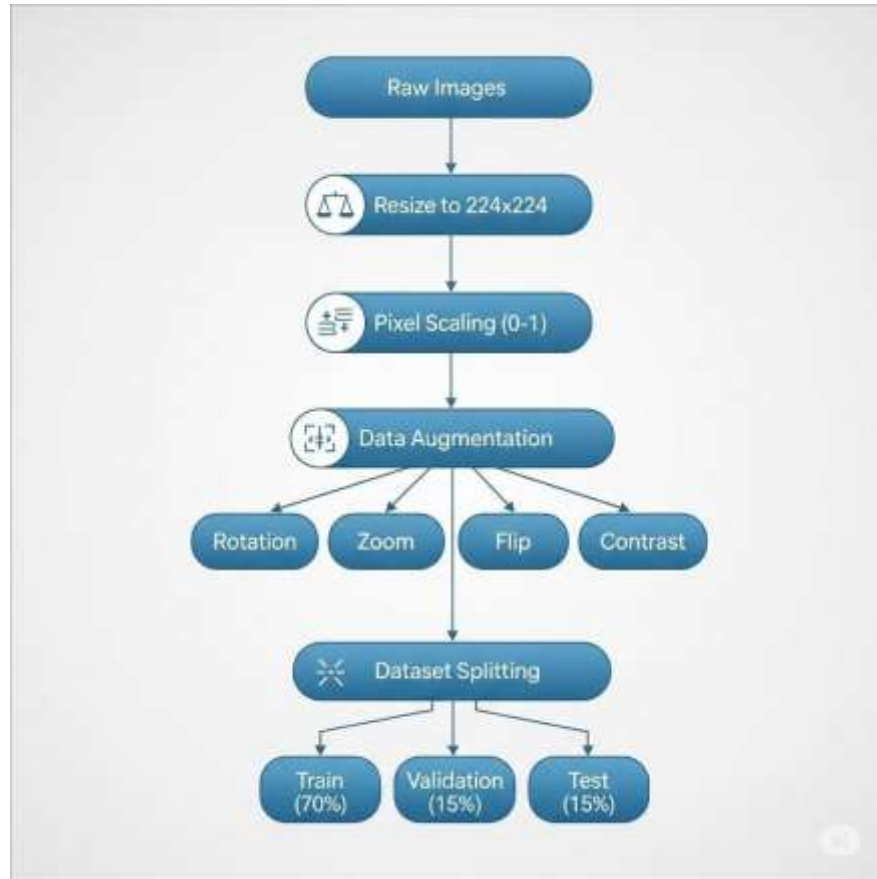 Raw Images
Resize to 224x224
Pixel Scaling (0-1)
Data Augmentation
Rotation
Zoom
Flip
Contrast
Dataset Splitting
Train
(70%)
Validation
(15%)
Test
(15%)